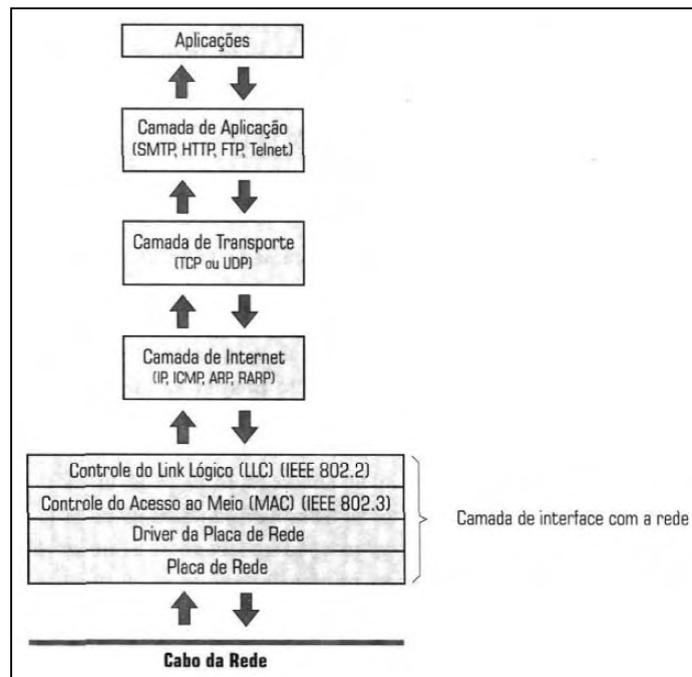 Aplicações
Camada de Aplicação
(SMTP, HTTP, FTP, Telnet)
Camada de Transporte
(TCP ou UDP)
Camada de Internet
(IP, ICMP, ARP, RARP)
Controle do Link Lógico (LLC) (IEEE 802.2)
Controle do Acesso ao Meio (MAC) (IEEE 802.3)
Driver da Placa de Rede
Placa de Rede
Camada de interface com a rede
Cabo da Rede